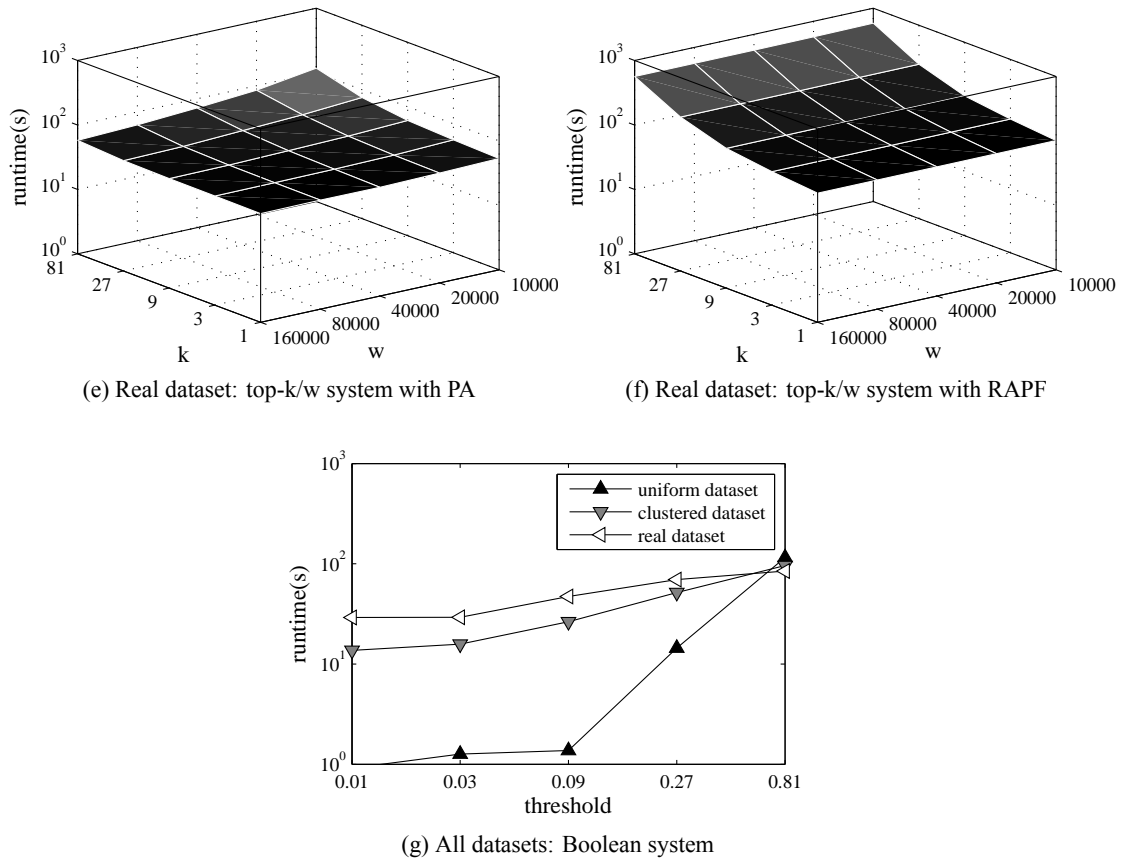 10^3
10^2
10^1
10^0
runtime(s)
81
27
9
3
1
k
160000
80000
40000
20000
10000
w
(e) Real dataset: top-k/w system with PA
10^3
10^2
10^1
10^0
runtime(s)
81
27
9
3
1
k
160000
80000
40000
20000
10000
w
(f) Real dataset: top-k/w system with RAPF
10^3
10^2
10^1
10^0
runtime(s)
uniform dataset
clustered dataset
real dataset
0.01
0.03
0.09
0.27
0.81
threshold
(g) All datasets: Boolean system